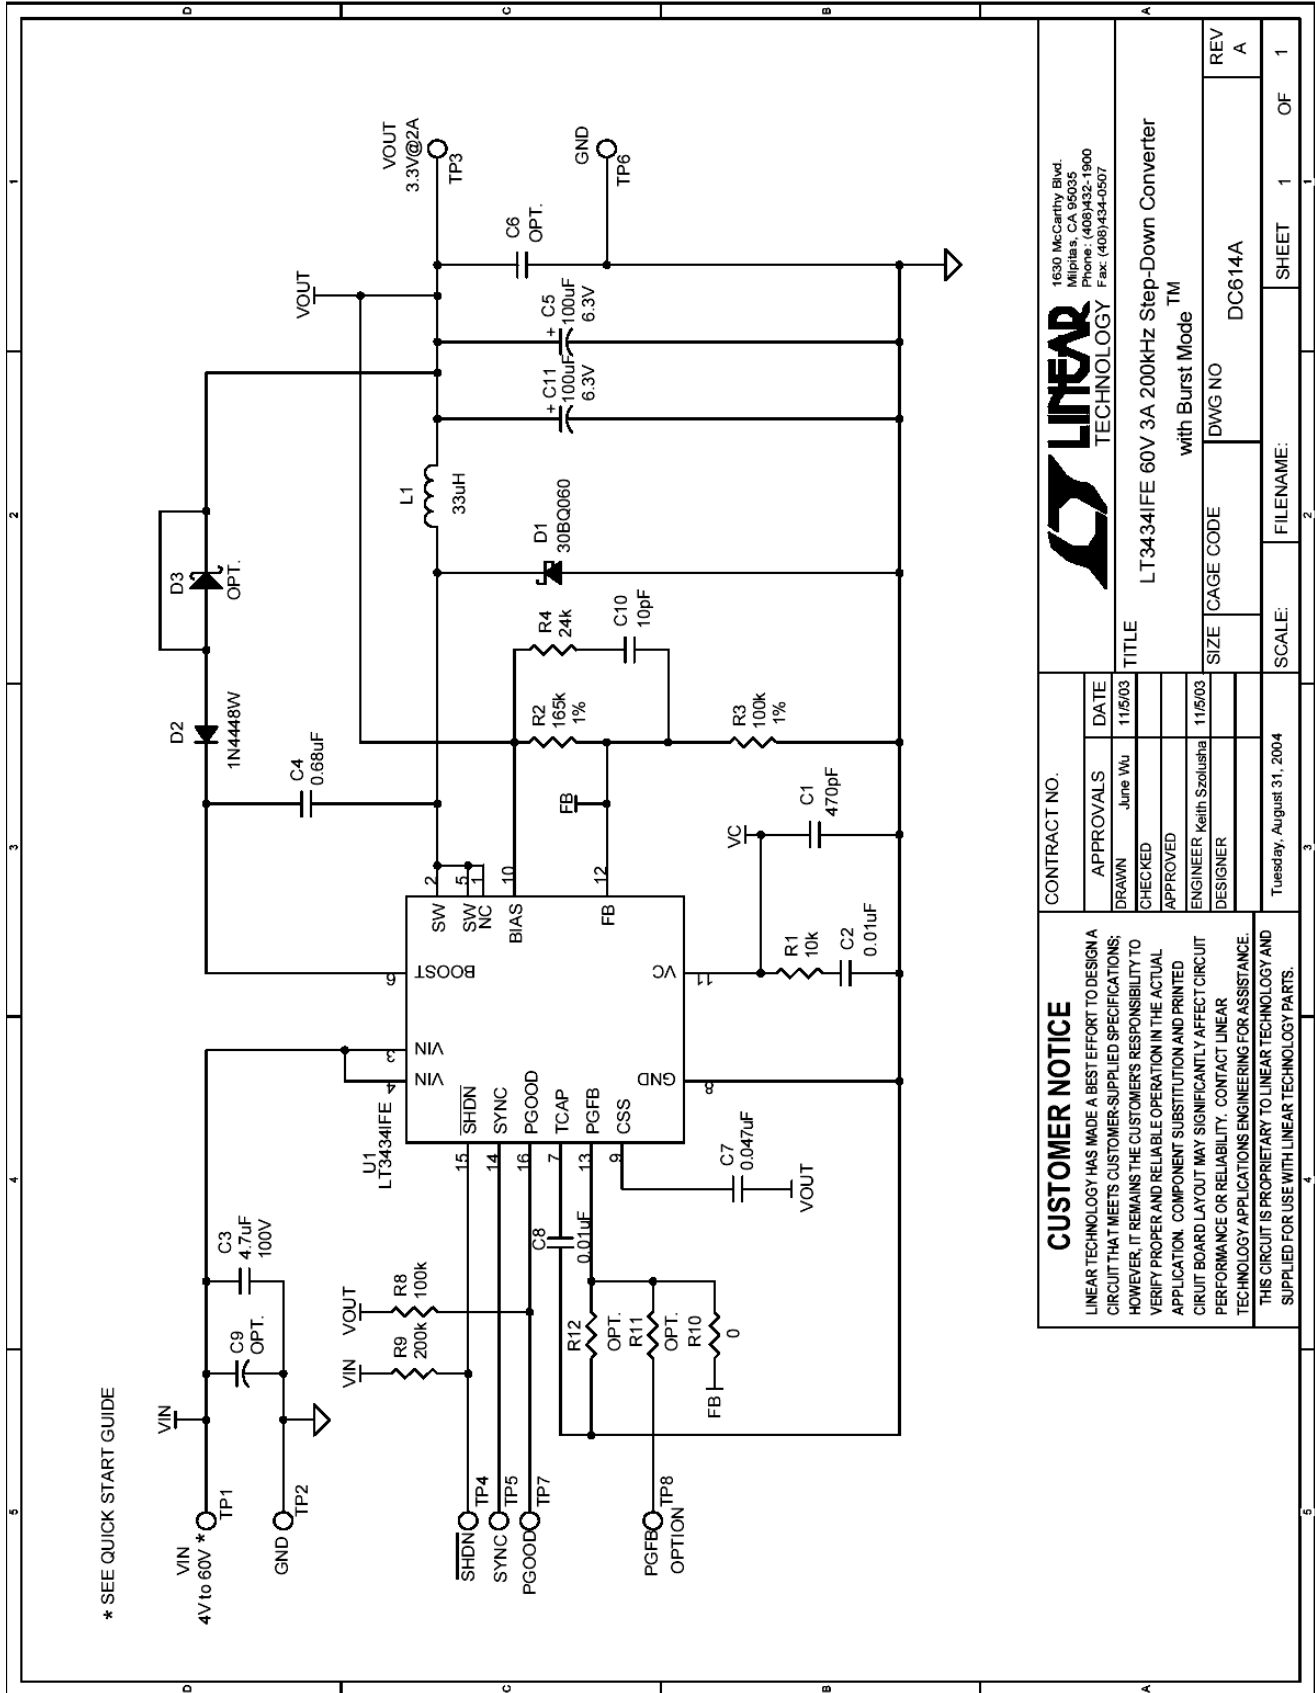 * SEE QUICK START GUIDE
VIN
4V to 60V *
TP1
GND
TP2
VIN
C9
OPT.
C3
4.7uF
100V
VIN
R9
200k
VOUT
R8
100k
SHDN
TP4
SYNC
TP5
PGOOD
TP7
PGFB
OPTION
TP8
R12
OPT.
R11
OPT.
R10
0
FB
C8
0.01uF
C7
0.047uF
VOUT
U1
LT3434IFE
4
VIN
3
VIN
6
BOOST
15
SHDN
14
SYNC
16
PGOOD
7
TCAP
13
PGFB
9
CSS
GND
8
VC
11
2
SW
5
SW
1
NC
10
BIAS
12
FB
R1
10k
C2
0.01uF
VC
C1
470pF
FB
C4
0.68uF
D2
1N4448W
D3
OPT.
R2
165k
1%
R4
24k
C10
10pF
R3
100k
1%
D1
30BQ060
L1
33uH
+
C11
100uF
6.3V
+
C5
100uF
6.3V
VOUT
C6
OPT.
VOUT
3.3V@2A
TP3
GND
TP6
CUSTOMER NOTICE
LINEAR TECHNOLOGY HAS MADE A BEST EFFORT TO DESIGN A
CIRCUIT THAT MEETS CUSTOMER-SUPPLIED SPECIFICATIONS;
HOWEVER, IT REMAINS THE CUSTOMER'S RESPONSIBILITY TO
VERIFY PROPER AND RELIABLE OPERATION IN THE ACTUAL
APPLICATION. COMPONENT SUBSTITUTION AND PRINTED
CIRUIT BOARD LAYOUT MAY SIGNIFICANTLY AFFECT CIRCUIT
PERFORMANCE OR RELIABILITY. CONTACT LINEAR
TECHNOLOGY APPLICATIONS ENGINEERING FOR ASSISTANCE.
THIS CIRCUIT IS PROPRIETARY TO LINEAR TECHNOLOGY AND
SUPPLIED FOR USE WITH LINEAR TECHNOLOGY PARTS.
CONTRACT NO.
APPROVALS DATE
DRAWN June Wu 11/5/03
CHECKED
APPROVED
ENGINEER Keith Szolusha 11/5/03
DESIGNER
Tuesday, August 31, 2004
LINEAR
TECHNOLOGY
1630 McCarthy Blvd.
Milpitas, CA 95035
Phone: (408)432-1900
Fax: (408)434-0507
TITLE
LT3434IFE 60V 3A 200kHz Step-Down Converter
with Burst Mode TM
SIZE
CAGE CODE
DWG NO
DC614A
REV
A
SCALE:
FILENAME:
SHEET 1 OF 1
5
4
3
2
1
5
4
3
2
1
D
C
B
A
D
C
B
A